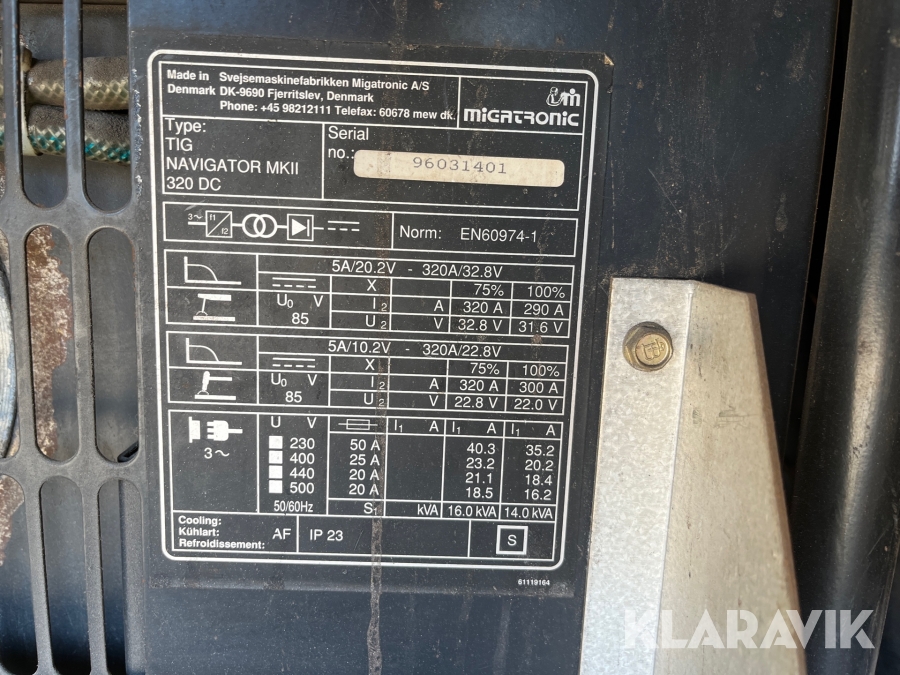 Made in Svejsemaskinefabrikken Migatronic A/S
Denmark DK-9690 Fjerritslev, Denmark
Phone: +45 98212111 Telefax: 60678 mew dk.
MIGATRONIC
Type:
TIG
NAVIGATOR MKII
320 DC
Serial
no.: 96031401
3~ f1 f2
Norm: EN60974-1
5A/20.2V - 320A/32.8V
X 75% 100%
U0 V I2 A 320 A 290 A
85 U2 V 32.8 V 31.6 V
5A/10.2V - 320A/22.8V
X 75% 100%
U0 V I2 A 320 A 300 A
85 U2 V 22.8 V 22.0 V
U V I1 A I1 A I1 A
3~ 230 50 A 40.3 35.2
400 25 A 23.2 20.2
440 20 A 21.1 18.4
500 20 A 18.5 16.2
50/60Hz S1 kVA 16.0 kVA 14.0 kVA
Cooling:
Kühlart: AF IP 23 S
Refroidissement:
61119164
KLARAVIK